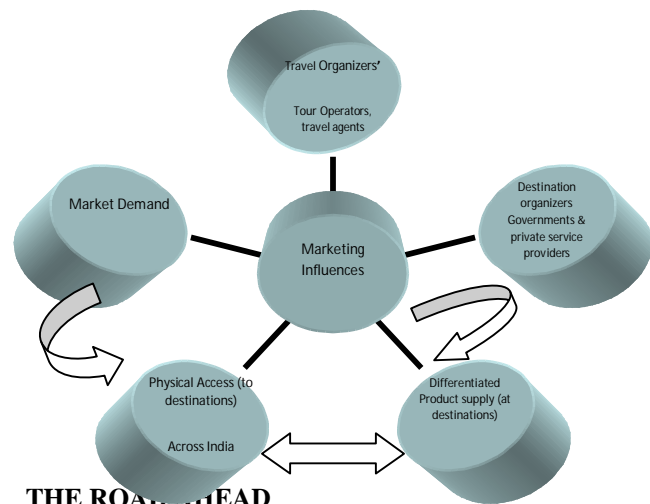 Travel Organizers'
Tour Operators,
travel agents
Market Demand
Destination
organizers
Governments &
private service
providers
Marketing
Influences
Physical Access (to
destinations)
Across India
Differentiated
Product supply (at
destinations)
THE ROAD AHEAD